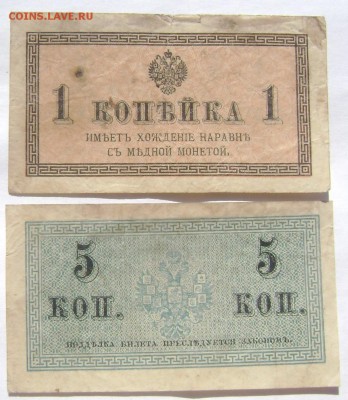 COINS.LAVE.RU
1 КОПѢЙКА 1
ИМѢЕТЪ ХОЖДЕНІЕ НАРАВНѢ
СЪ МѢДНОЙ МОНЕТОЙ.
5 5
КОП. КОП.
ПОДДѢЛКА БИЛЕТА ПРЕСЛѢДУЕТСЯ ЗАКОНОМЪ.